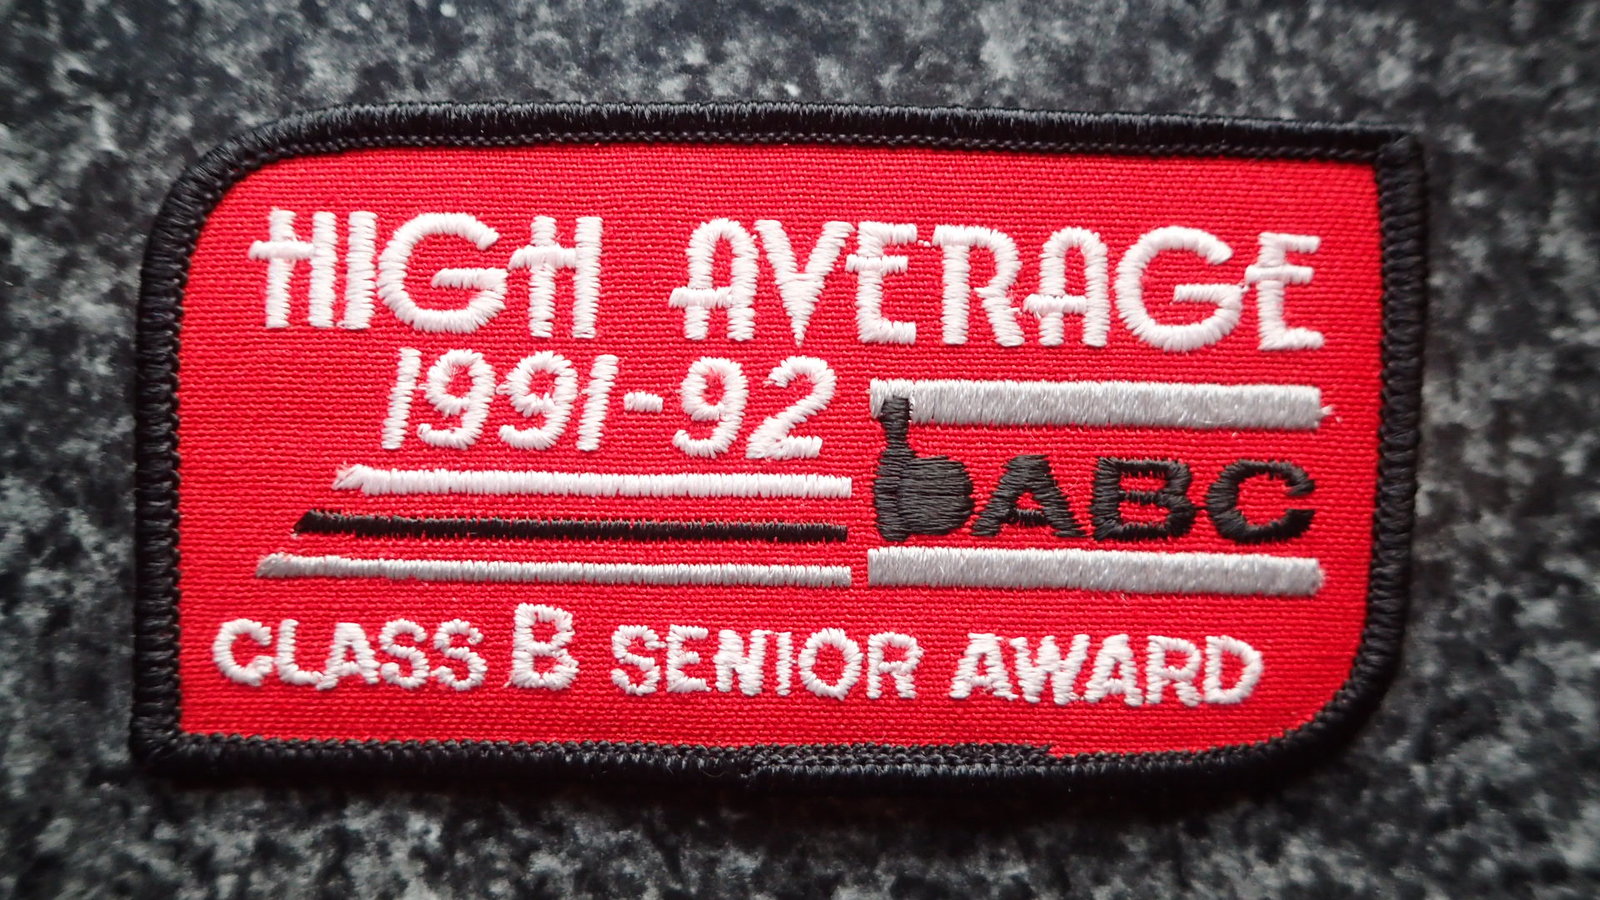 HIGH AVERAGE
1991-92
ABC
CLASS B SENIOR AWARD